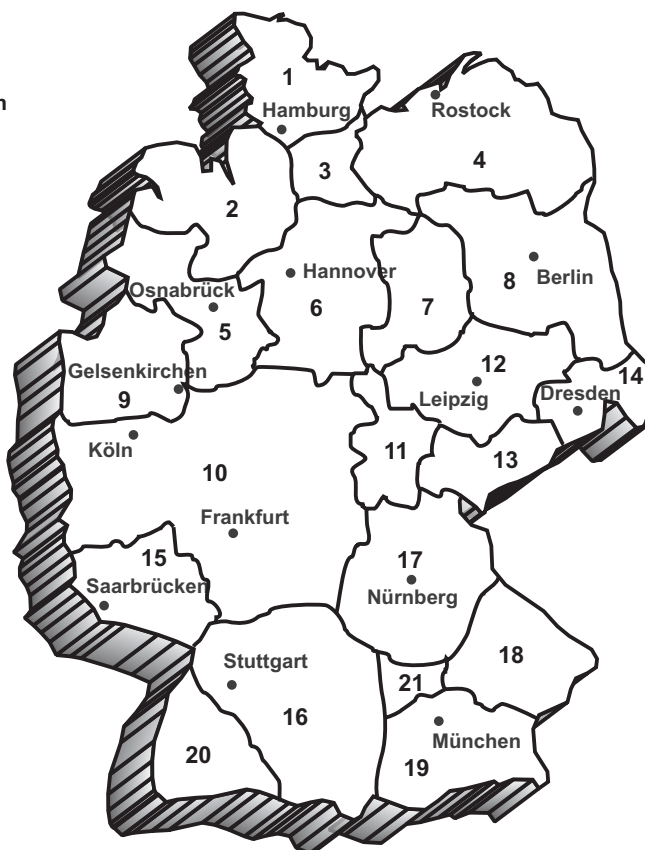 1
n
Hamburg
Rostock
3
4
2
Hannover
8
Berlin
Osnabrück
6
7
5
12
Gelsenkirchen
14
9
Leipzig
Dresden
Köln
11
13
10
Frankfurt
15
17
Saarbrücken
Nürnberg
Stuttgart
18
21
16
München
20
19